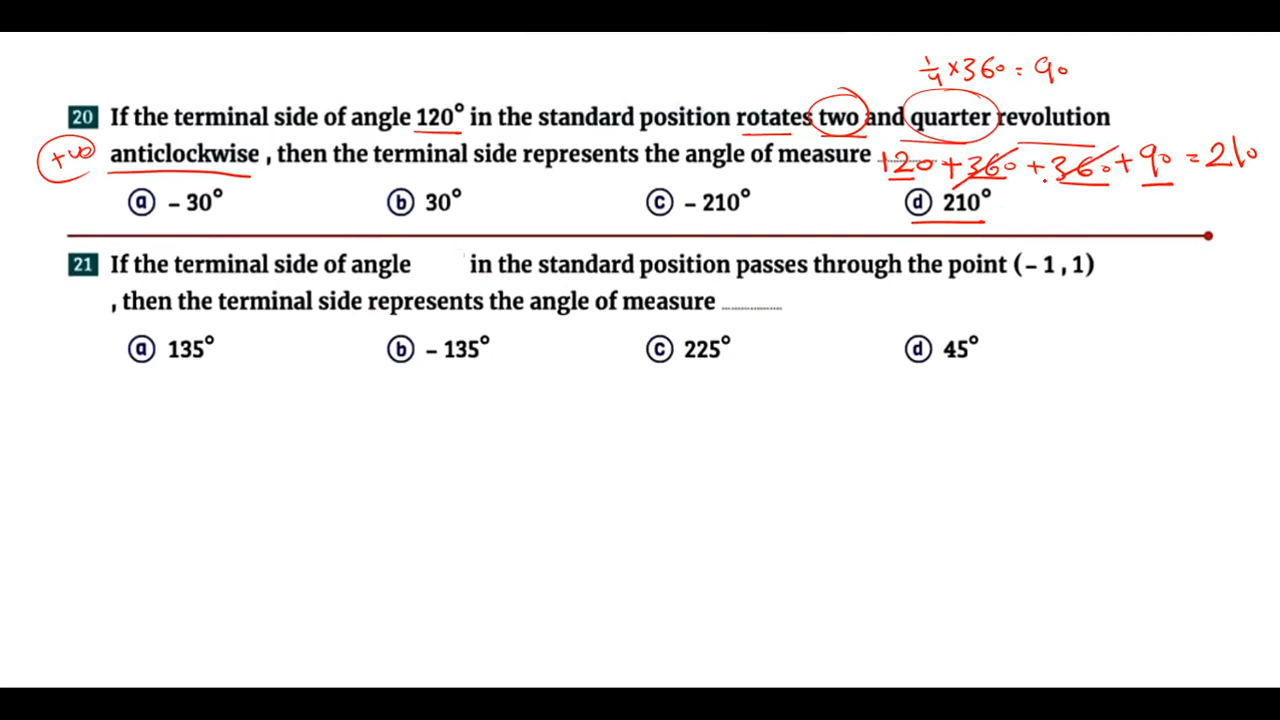 1/4 × 360 = 90
20 If the terminal side of angle 120° in the standard position rotates two and quarter revolution
+ve anticlockwise , then the terminal side represents the angle of measure ............
120 + 360 + 360 + 90 = 210
a – 30° b 30° c – 210° d 210°
21 If the terminal side of angle in the standard position passes through the point (– 1 , 1)
, then the terminal side represents the angle of measure ............
a 135° b – 135° c 225° d 45°